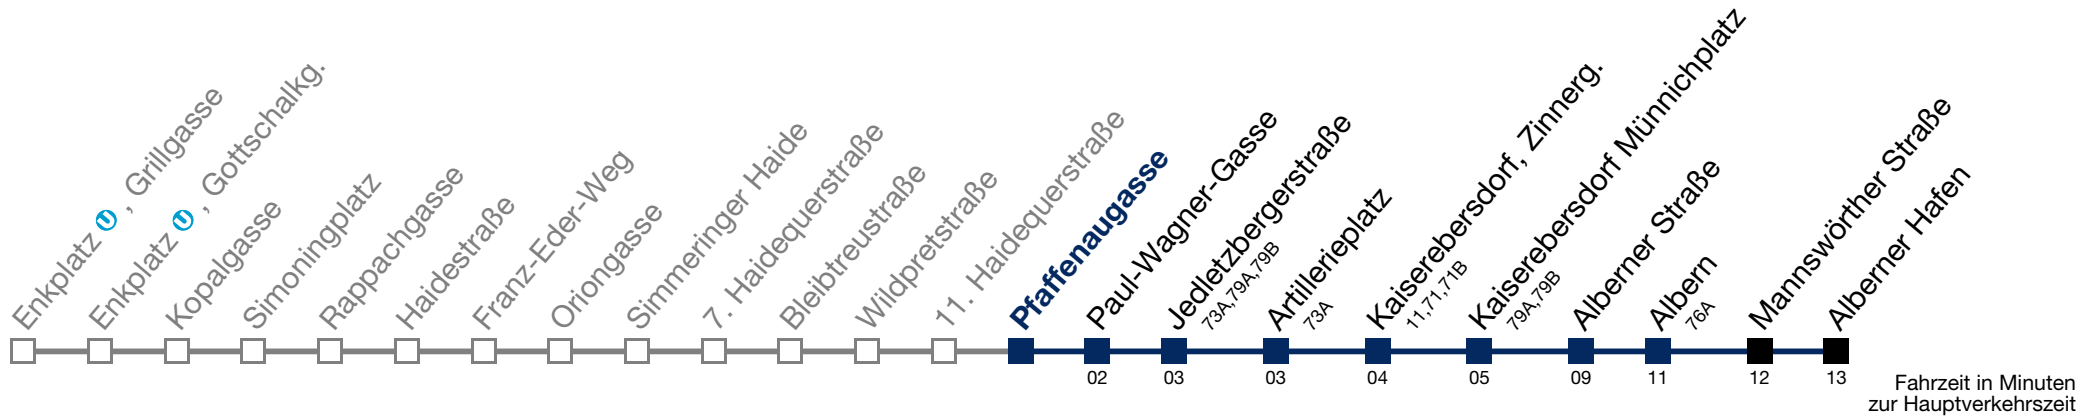 Enkplatz U, Grillgasse
Enkplatz U, Gottschalkg.
Kopalgasse
Simoningplatz
Rappachgasse
Haidestraße
Franz-Eder-Weg
Oriongasse
Simmeringer Haide
7. Haidequerstraße
Bleibtreustraße
Wildpretstraße
11. Haidequerstraße
Pfaffenaugasse
Paul-Wagner-Gasse
02
Jedletzbergerstraße
73A,79A,79B
03
Artillerieplatz
73A
03
Kaiserebersdorf, Zinnerg.
11,71,71B
04
Kaiserebersdorf Münnichplatz
79A,79B
05
Alberner Straße
09
Albern
76A
11
Mannswörther Straße
12
Alberner Hafen
13
Fahrzeit in Minuten
zur Hauptverkehrszeit